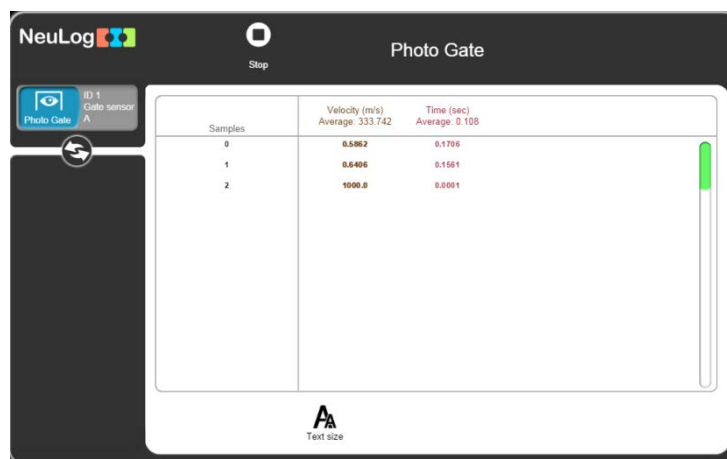 NeuLog
Stop
Photo Gate
Photo Gate
ID 1
Gate sensor
A
Samples
Velocity (m/s)
Average: 333.742
Time (sec)
Average: 0.108
0 0.5862 0.1706
1 0.6406 0.1561
2 1000.0 0.0001
AA
Text size